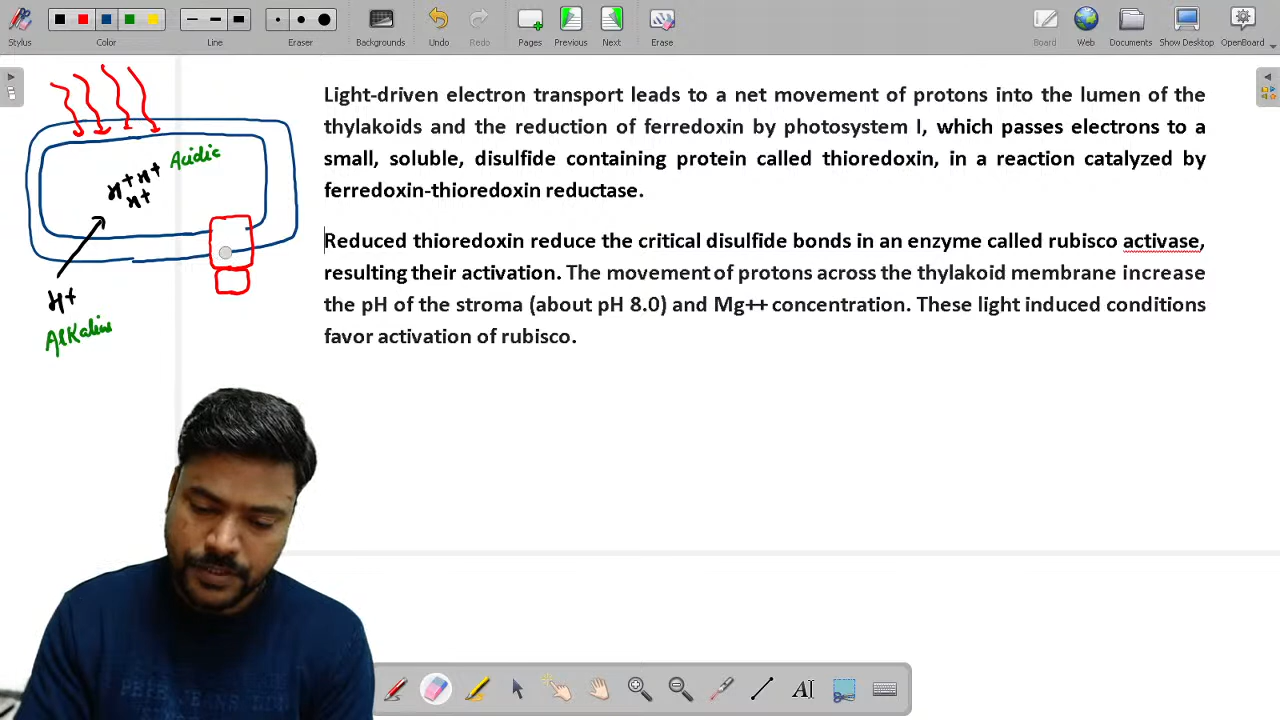 Stylus
Color
Line
Eraser
Backgrounds
Undo
Redo
Pages
Previous
Next
Erase
Board
Web
Documents
Show Desktop
OpenBoard
Light-driven electron transport leads to a net movement of protons into the lumen of the
thylakoids and the reduction of ferredoxin by photosystem I, which passes electrons to a
small, soluble, disulfide containing protein called thioredoxin, in a reaction catalyzed by
ferredoxin-thioredoxin reductase.
Reduced thioredoxin reduce the critical disulfide bonds in an enzyme called rubisco activase,
resulting their activation. The movement of protons across the thylakoid membrane increase
the pH of the stroma (about pH 8.0) and Mg++ concentration. These light induced conditions
favor activation of rubisco.
Acidic
H+ H+
H+
H+
Alkaline